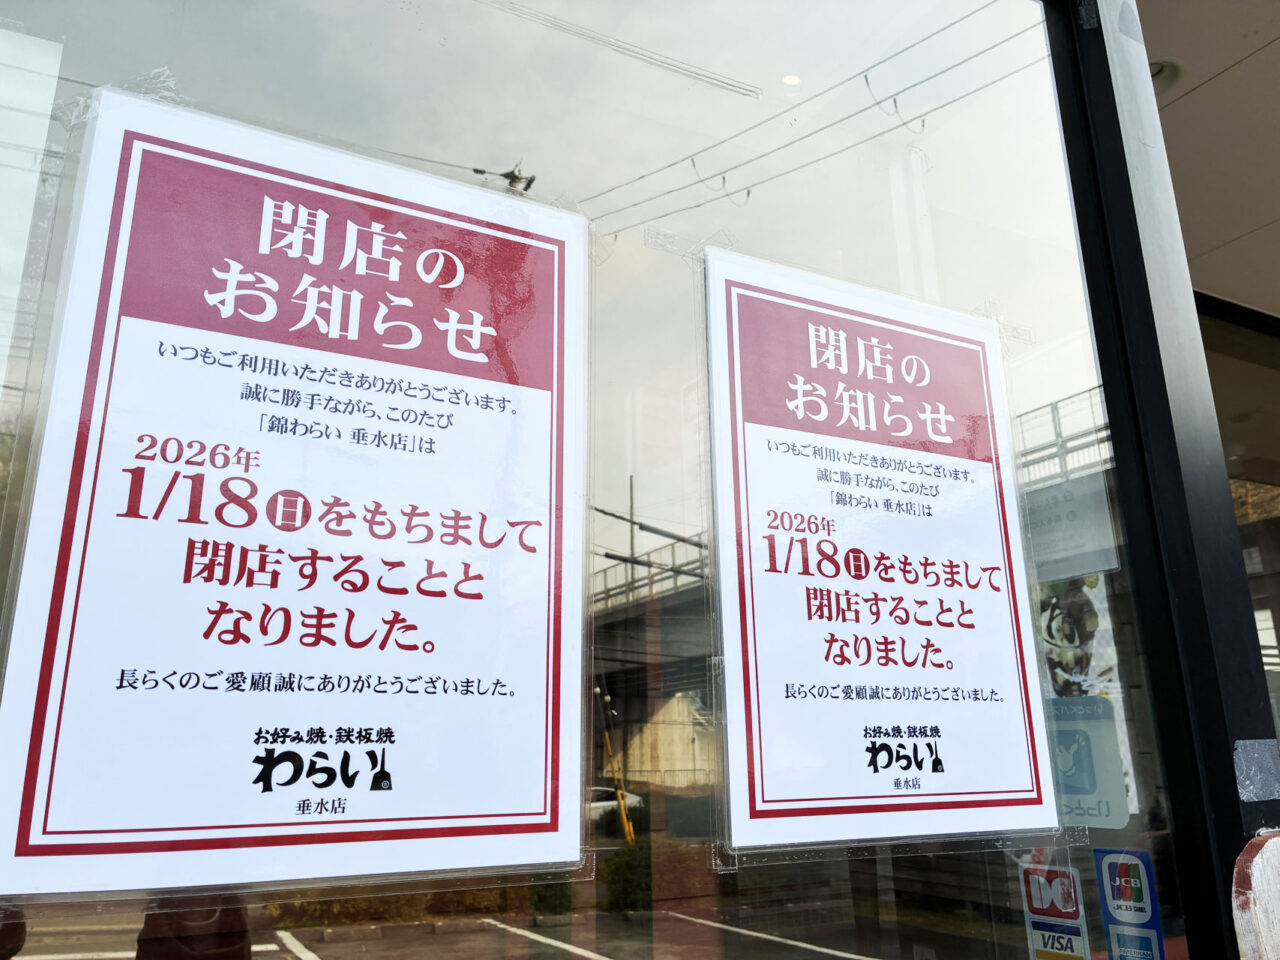 閉店の
お知らせ
いつもご利用いただきありがとうございます。
誠に勝手ながら、このたび
「錦わらい 垂水店」は
2026年
1/18日をもちまして
閉店することと
なりました。
長らくのご愛顧誠にありがとうございました。
お好み焼・鉄板焼
わらい
垂水店
閉店の
お知らせ
いつもご利用いただきありがとうございます。
誠に勝手ながら、このたび
「錦わらい 垂水店」は
2026年
1/18日をもちまして
閉店することと
なりました。
長らくのご愛顧誠にありがとうございました。
お好み焼・鉄板焼
わらい
垂水店
DC
VISA
JCB
JCB CARD
AMERICAN